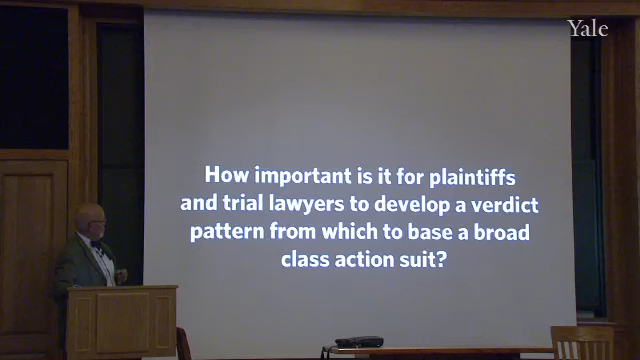 Yale
How important is it for plaintiffs
and trial lawyers to develop a verdict
pattern from which to base a broad
class action suit?